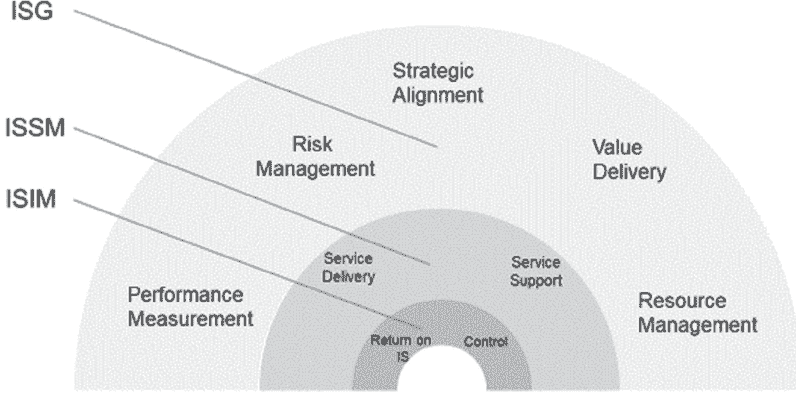 ISG
Strategic
Alignment
ISSM
Risk
Management
Value
Delivery
ISIM
Service
Delivery
Service
Support
Performance
Measurement
Resource
Management
Return on
IS
Control